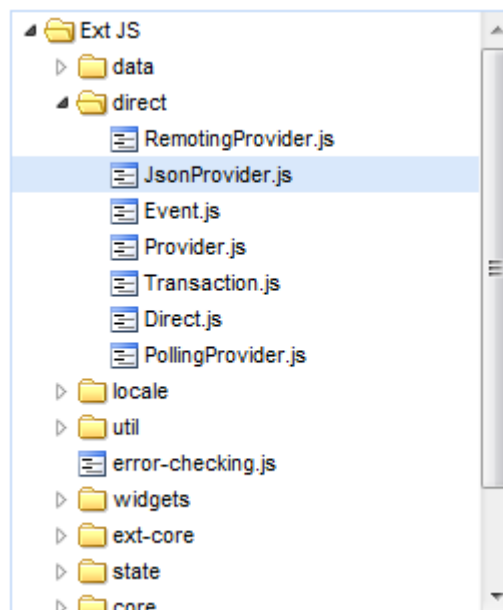 Ext JS
data
direct
RemotingProvider.js
JsonProvider.js
Event.js
Provider.js
Transaction.js
Direct.js
PollingProvider.js
locale
util
error-checking.js
widgets
ext-core
state
core